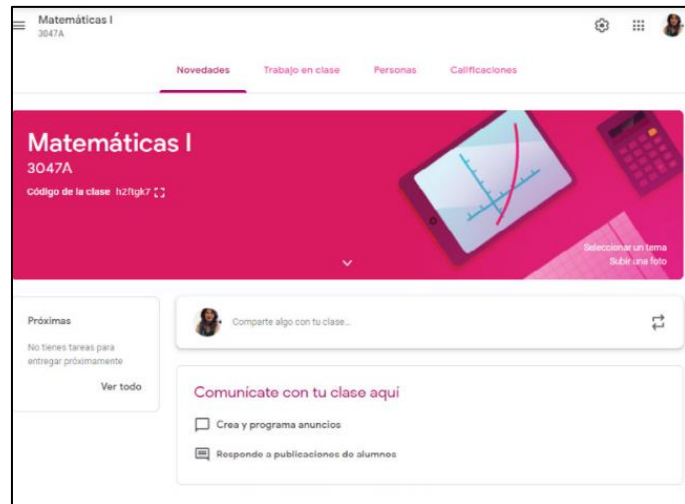 Matemáticas I
3047A
Novedades
Trabajo en clase
Personas
Calificaciones
Matemáticas I
3047A
Código de la clase h2ftgk7
Seleccionar un tema
Subir una foto
Próximas
No tienes tareas para
entregar próximamente
Ver todo
Comparte algo con tu clase...
Comunícate con tu clase aquí
Crea y programa anuncios
Responde a publicaciones de alumnos